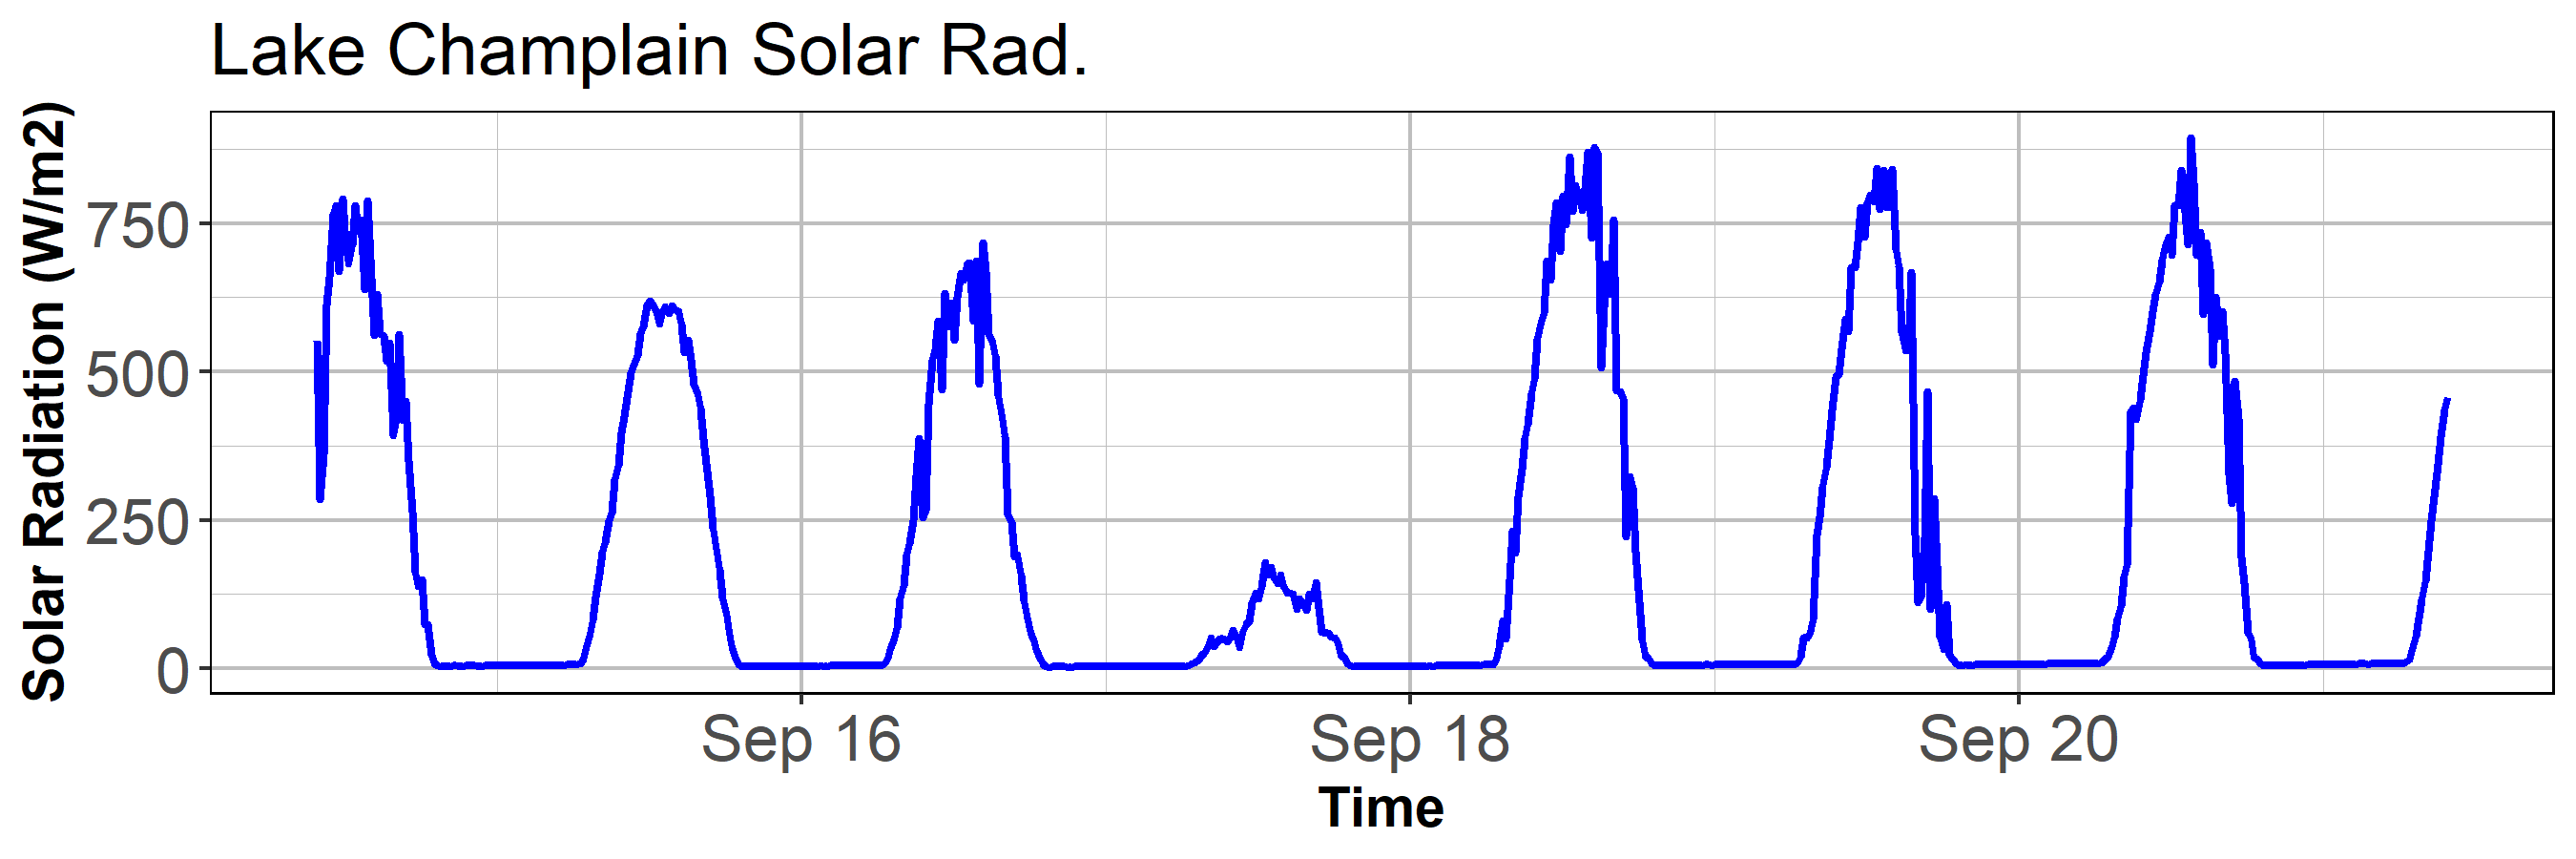 Lake Champlain Solar Rad.
Solar Radiation (W/m2)
750
500
250
0
Sep 16 Sep 18 Sep 20
Time